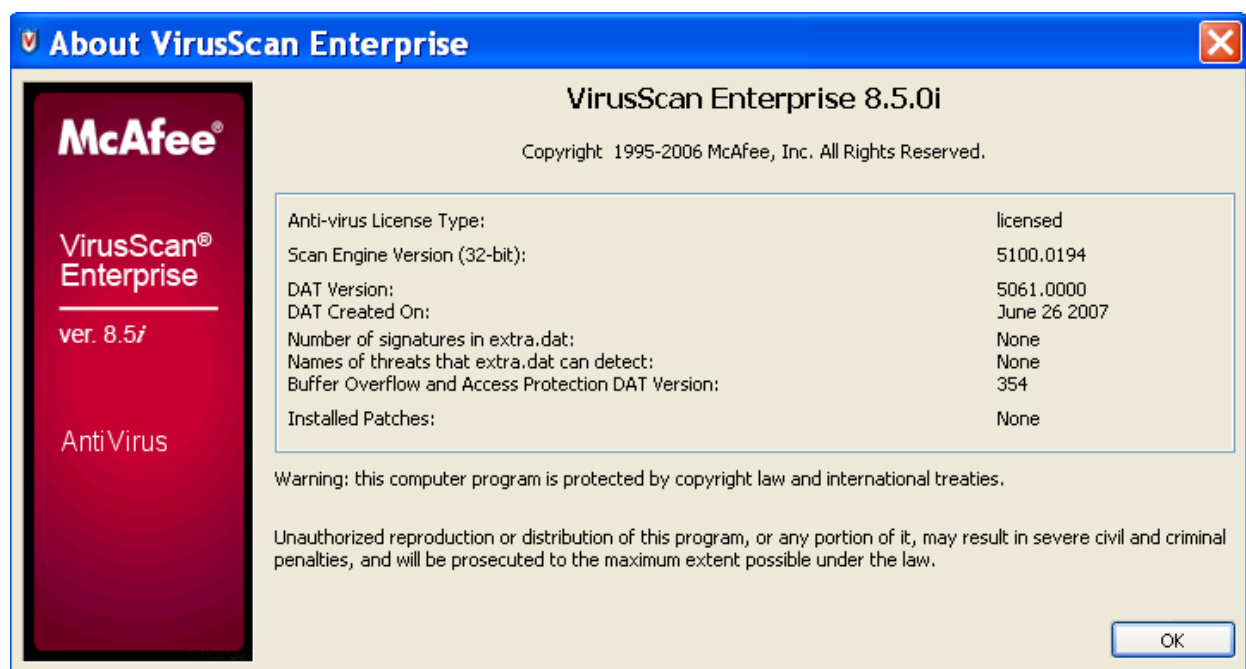 About VirusScan Enterprise
McAfee®
VirusScan®
Enterprise
ver. 8.5i
AntiVirus
VirusScan Enterprise 8.5.0i
Copyright 1995-2006 McAfee, Inc. All Rights Reserved.
Anti-virus License Type: licensed
Scan Engine Version (32-bit): 5100.0194
DAT Version: 5061.0000
DAT Created On: June 26 2007
Number of signatures in extra.dat: None
Names of threats that extra.dat can detect: None
Buffer Overflow and Access Protection DAT Version: 354
Installed Patches: None
Warning: this computer program is protected by copyright law and international treaties.
Unauthorized reproduction or distribution of this program, or any portion of it, may result in severe civil and criminal
penalties, and will be prosecuted to the maximum extent possible under the law.
OK